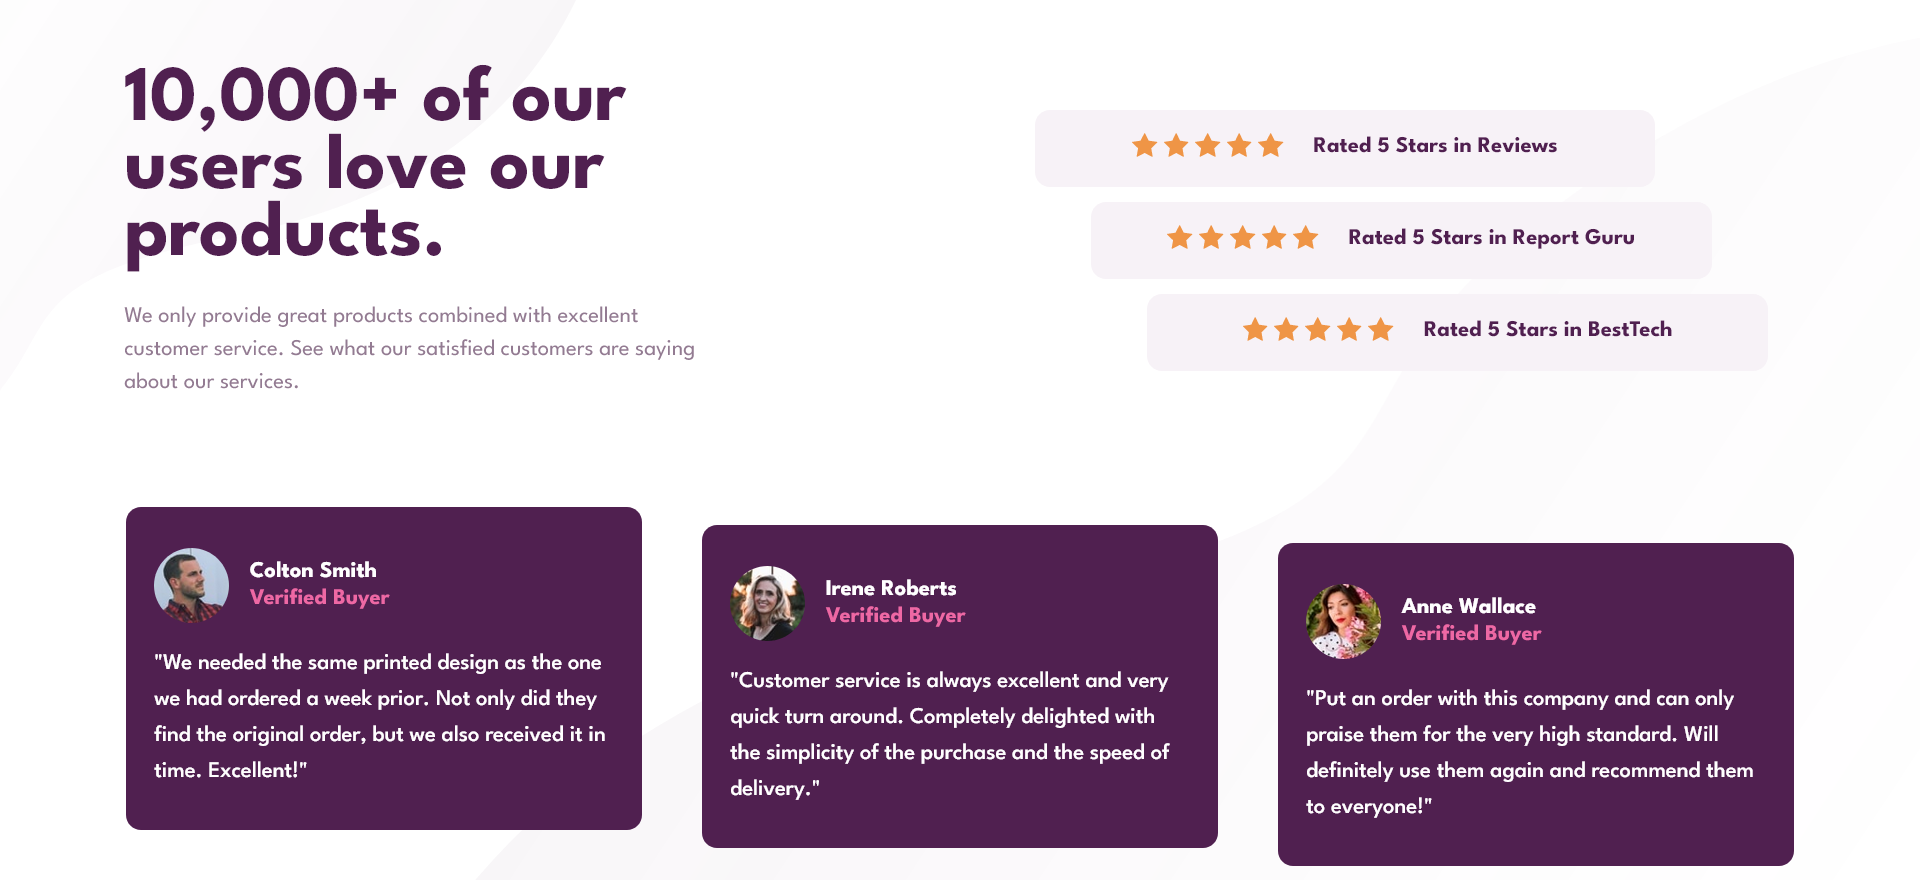 10,000+ of our
users love our
products.
We only provide great products combined with excellent
customer service. See what our satisfied customers are saying
about our services.
Rated 5 Stars in Reviews
Rated 5 Stars in Report Guru
Rated 5 Stars in BestTech
Colton Smith
Verified Buyer
"We needed the same printed design as the one
we had ordered a week prior. Not only did they
find the original order, but we also received it in
time. Excellent!"
Irene Roberts
Verified Buyer
"Customer service is always excellent and very
quick turn around. Completely delighted with
the simplicity of the purchase and the speed of
delivery."
Anne Wallace
Verified Buyer
"Put an order with this company and can only
praise them for the very high standard. Will
definitely use them again and recommend them
to everyone!"